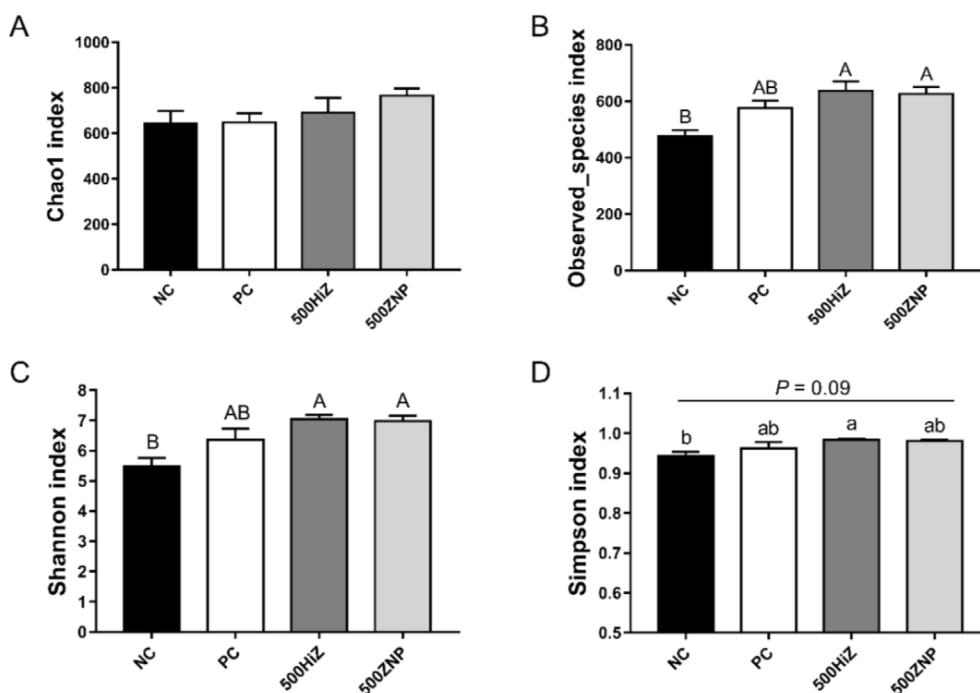 A
Chao1 index
1000
800
600
400
200
0
NC
PC
500HiZ
500ZNP
B
Observed_species index
800
600
400
200
0
B
AB
A
A
NC
PC
500HiZ
500ZNP
C
Shannon index
8
7
6
5
4
3
2
1
0
B
AB
A
A
NC
PC
500HiZ
500ZNP
D
Simpson index
1.1
1.0
0.9
0.8
0.7
0.6
0.5
P = 0.09
b
ab
a
ab
NC
PC
500HiZ
500ZNP